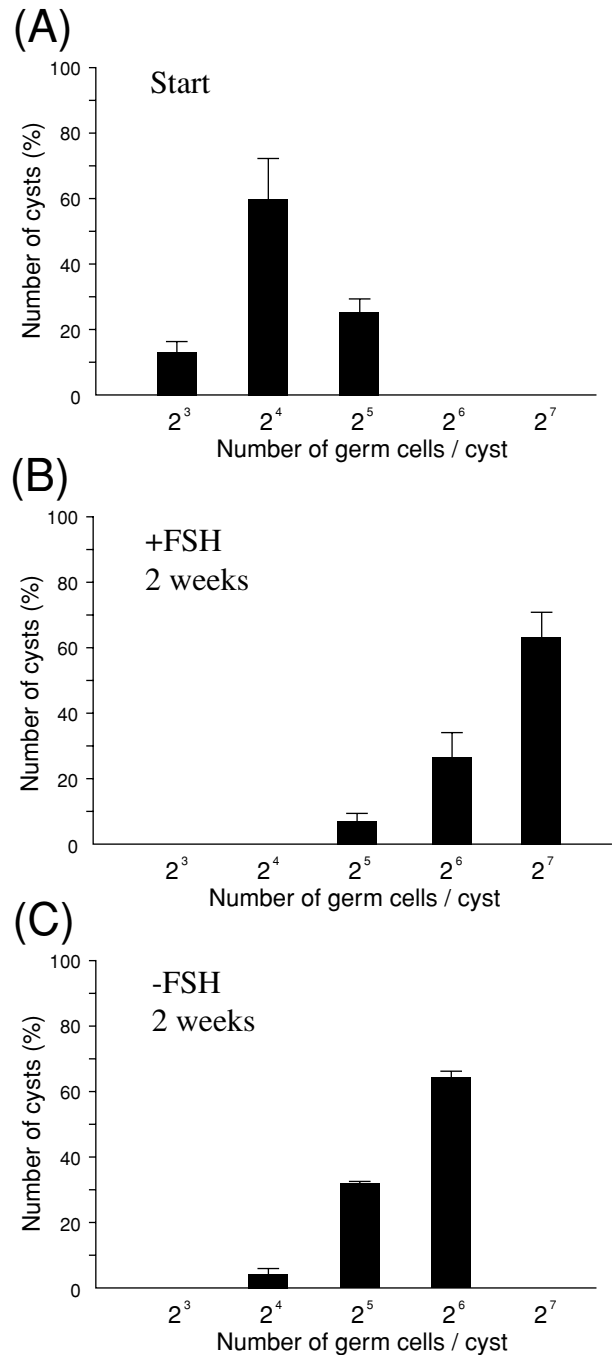 (A)
Start
Number of cysts (%)
100
80
60
40
20
0
2³ 2⁴ 2⁵ 2⁶ 2⁷
Number of germ cells / cyst
(B)
+FSH
2 weeks
Number of cysts (%)
100
80
60
40
20
0
2³ 2⁴ 2⁵ 2⁶ 2⁷
Number of germ cells / cyst
(C)
-FSH
2 weeks
Number of cysts (%)
100
80
60
40
20
0
2³ 2⁴ 2⁵ 2⁶ 2⁷
Number of germ cells / cyst